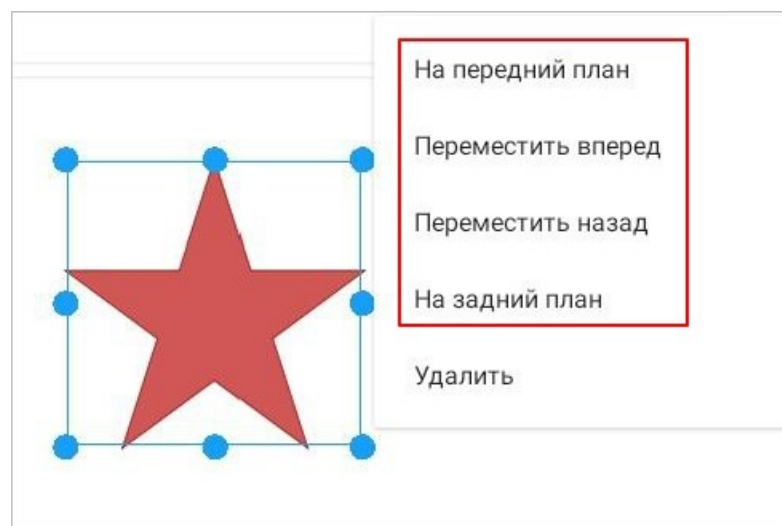 На передний план
Переместить вперед
Переместить назад
На задний план
Удалить